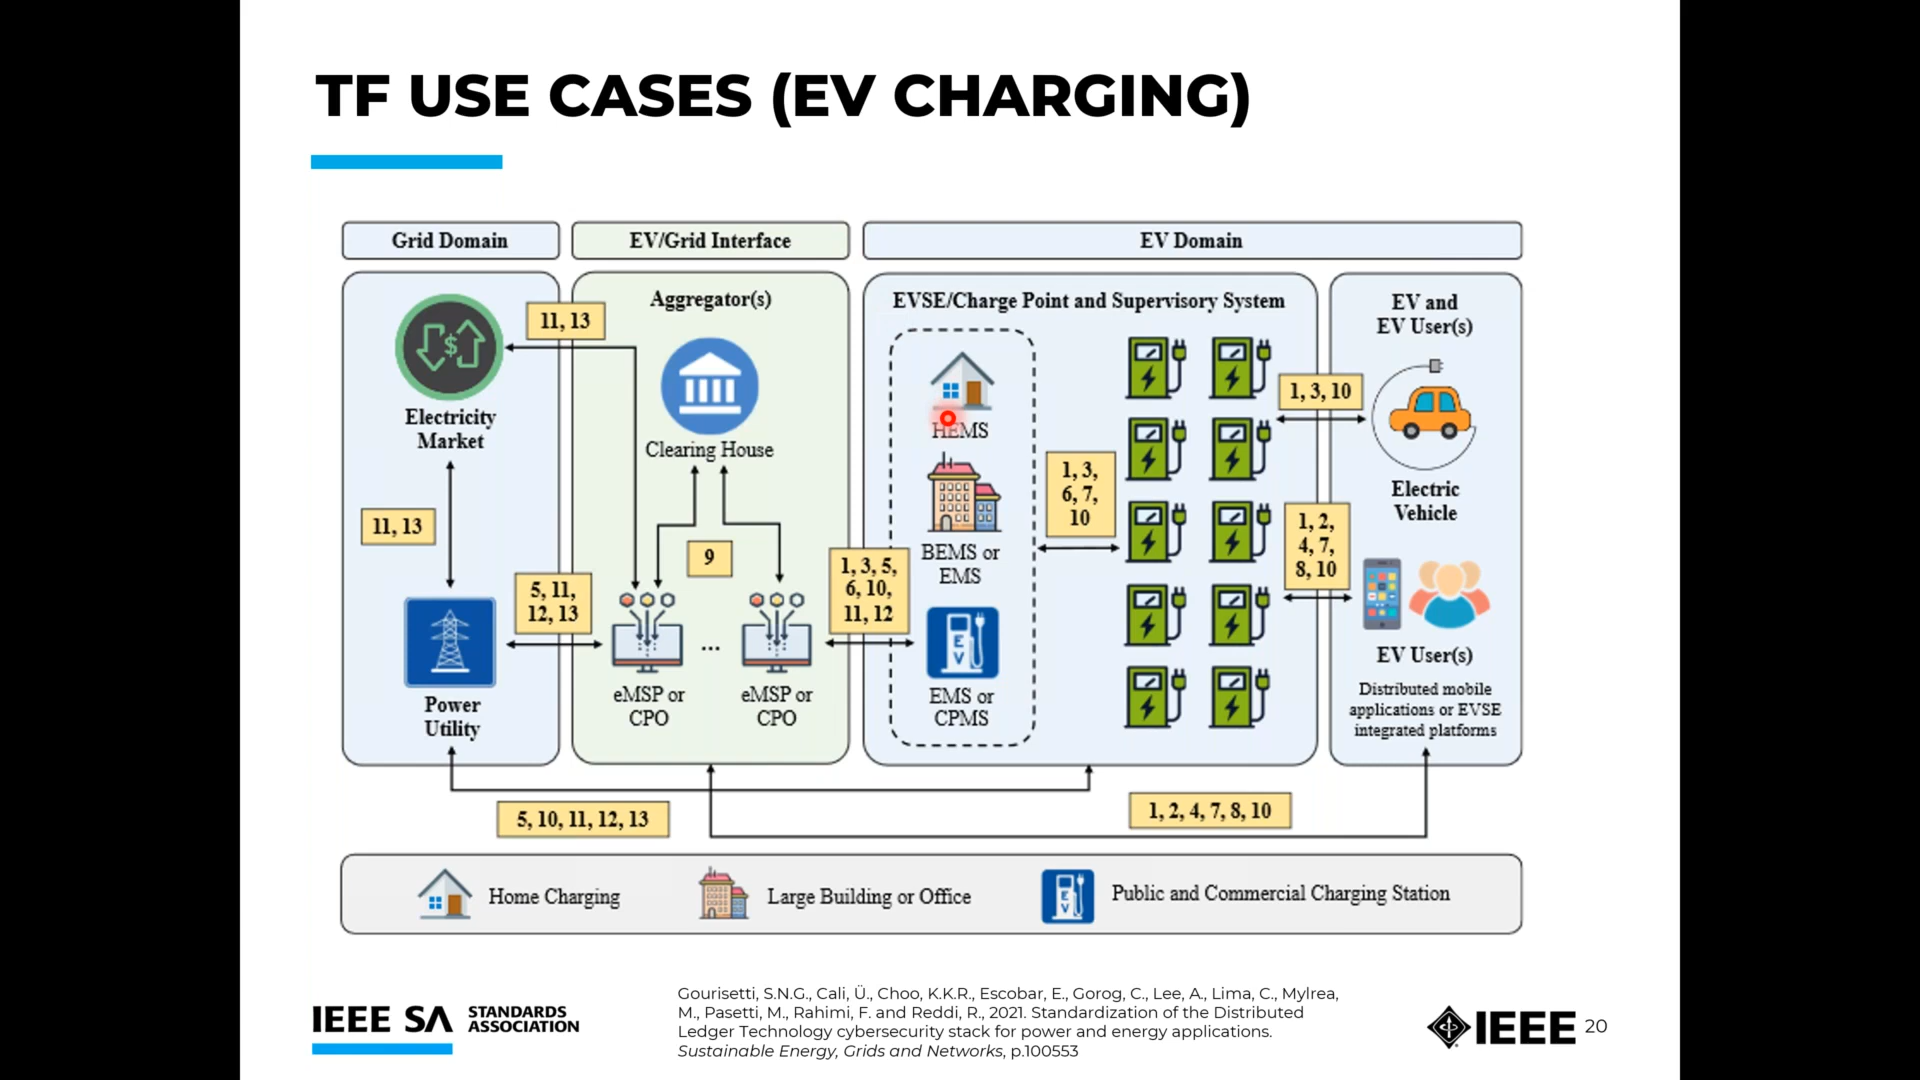 TF USE CASES (EV CHARGING)
Grid Domain
EV/Grid Interface
EV Domain
Electricity
Market
11, 13
Power
Utility
11, 13
5, 11,
12, 13
Aggregator(s)
Clearing House
9
eMSP or
CPO
...
eMSP or
CPO
1, 3, 5,
6, 10,
11, 12
EVSE/Charge Point and Supervisory System
HEMS
BEMS or
EMS
EV
EMS or
CPMS
1, 3,
6, 7,
10
1, 3, 10
1, 2,
4, 7,
8, 10
EV and
EV User(s)
Electric
Vehicle
EV User(s)
Distributed mobile
applications or EVSE
integrated platforms
5, 10, 11, 12, 13
1, 2, 4, 7, 8, 10
Home Charging
Large Building or Office
EV
Public and Commercial Charging Station
IEEE SA STANDARDS
ASSOCIATION
Gourisetti, S.N.G., Cali, Ü., Choo, K.K.R., Escobar, E., Gorog, C., Lee, A., Lima, C., Mylrea,
M., Pasetti, M., Rahimi, F. and Reddi, R., 2021. Standardization of the Distributed
Ledger Technology cybersecurity stack for power and energy applications.
Sustainable Energy, Grids and Networks, p.100553
IEEE 20